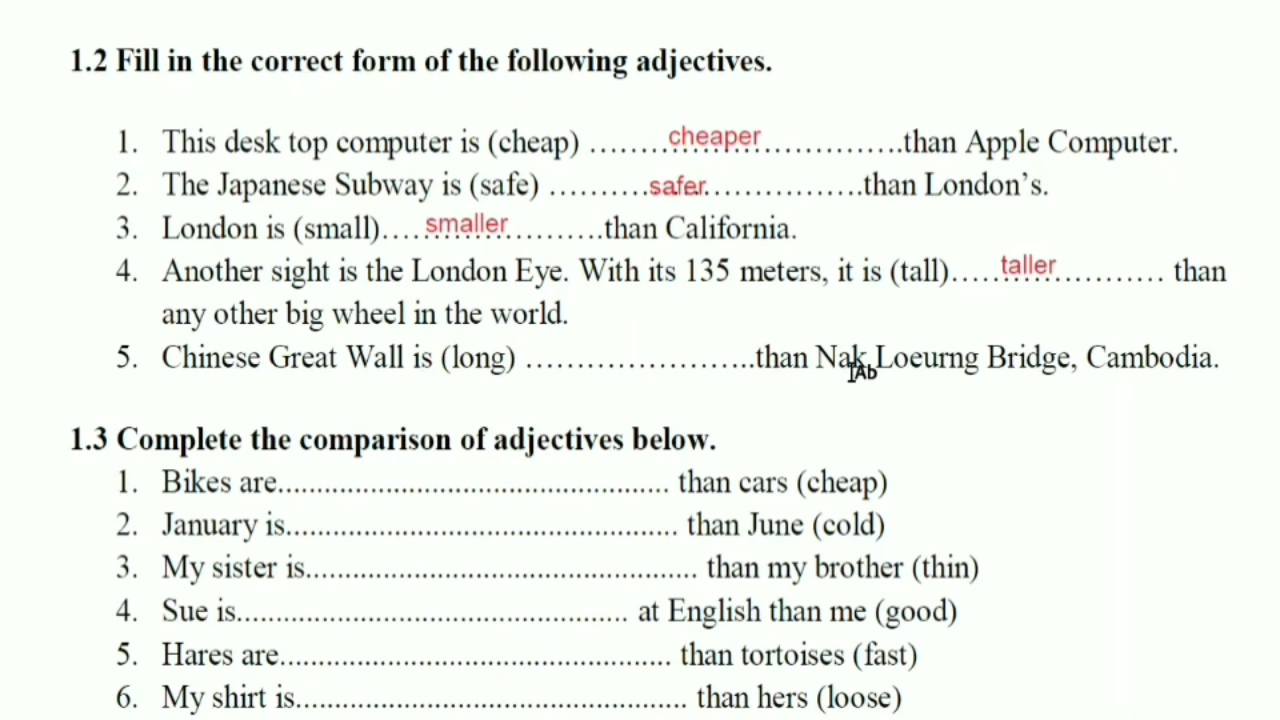 1.2 Fill in the correct form of the following adjectives.
1. This desk top computer is (cheap) .......cheaper..............................than Apple Computer.
2. The Japanese Subway is (safe) ..........safer..................than London's.
3. London is (small)....smaller..............than California.
4. Another sight is the London Eye. With its 135 meters, it is (tall).....taller................ than
any other big wheel in the world.
5. Chinese Great Wall is (long) .........................than Nak Loeurng Bridge, Cambodia.
Ab
1.3 Complete the comparison of adjectives below.
1. Bikes are.................................................. than cars (cheap)
2. January is.................................................. than June (cold)
3. My sister is.................................................. than my brother (thin)
4. Sue is.................................................. at English than me (good)
5. Hares are.................................................. than tortoises (fast)
6. My shirt is.................................................. than hers (loose)